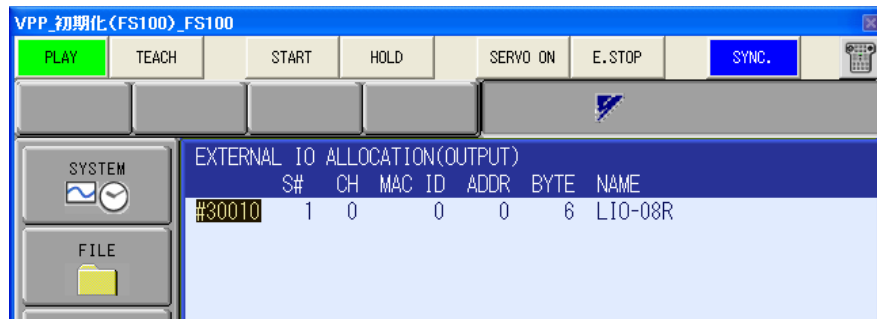 VPP_初期化(FS100)_FS100
PLAY TEACH START HOLD SERVO ON E.STOP SYNC.
SYSTEM
FILE
EXTERNAL IO ALLOCATION(OUTPUT)
S# CH MAC ID ADDR BYTE NAME
#30010 1 0 0 0 6 LIO-08R